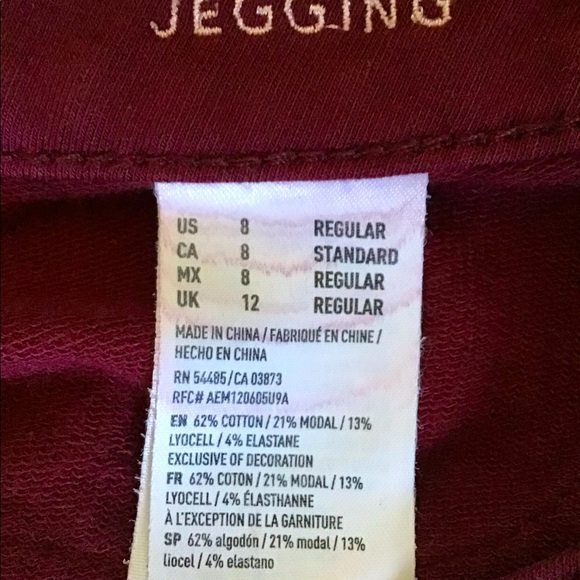 JEGGING
US 8 REGULAR
CA 8 STANDARD
MX 8 REGULAR
UK 12 REGULAR
MADE IN CHINA / FABRIQUÉ EN CHINE /
HECHO EN CHINA
RN 54485 / CA 03873
RFC# AEM120605U9A
EN 62% COTTON / 21% MODAL / 13%
LYOCELL / 4% ELASTANE
EXCLUSIVE OF DECORATION
FR 62% COTON / 21% MODAL / 13%
LYOCELL / 4% ÉLASTHANNE
À L'EXCEPTION DE LA GARNITURE
SP 62% algodón / 21% modal / 13%
liocel / 4% elastano